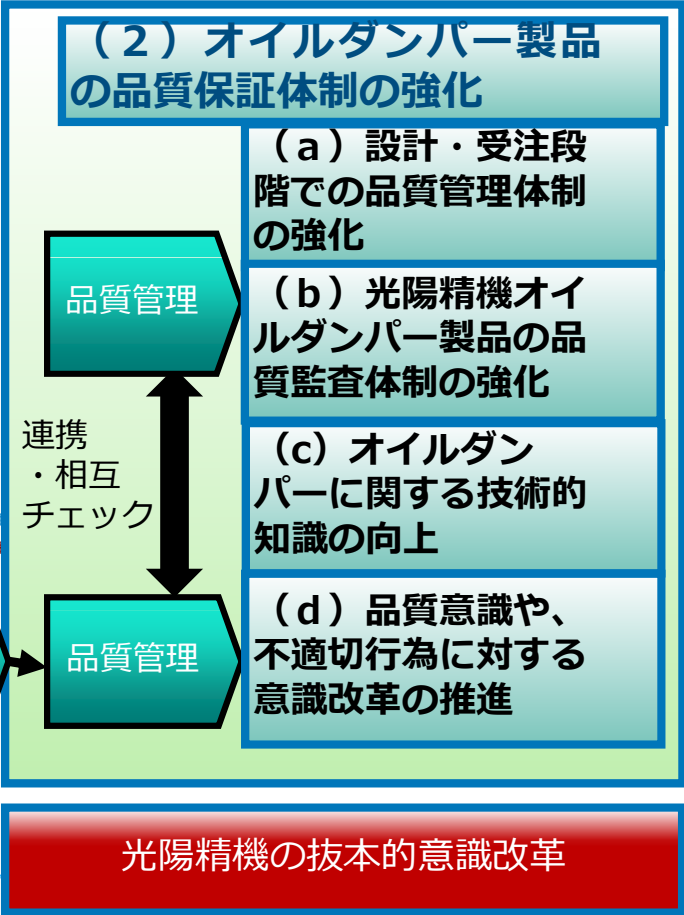 （２）オイルダンパー製品
の品質保証体制の強化
（ａ）設計・受注段
階での品質管理体制
の強化
品質管理
（ｂ）光陽精機オイ
ルダンパー製品の品
質監査体制の強化
連携
・相互
チェック
（c）オイルダン
パーに関する技術的
知識の向上
品質管理
（ｄ）品質意識や、
不適切行為に対する
意識改革の推進
光陽精機の抜本的意識改革